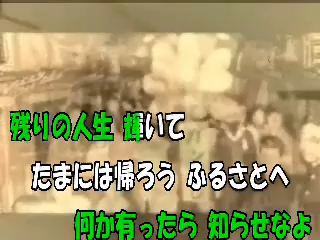 残りの人生 輝いて
たまには帰ろう ふるさとへ
何か有ったら 知らせなよ